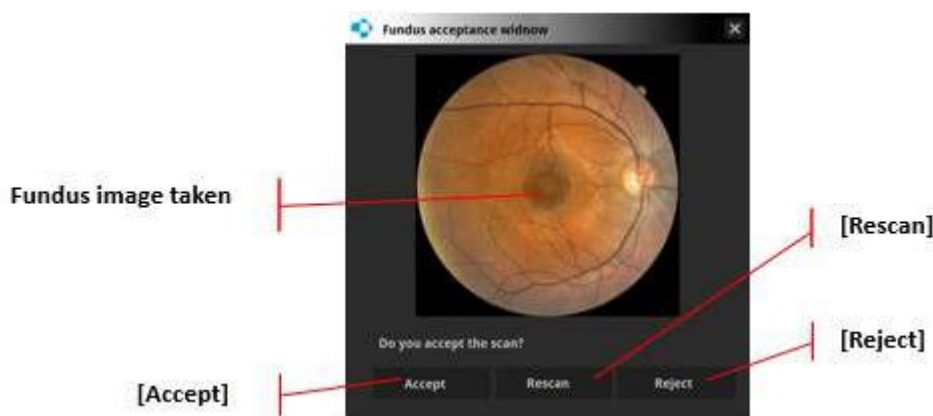 Fundus acceptance widnow
Fundus image taken
[Rescan]
Do you accept the scan?
[Reject]
Accept
Rescan
Reject
[Accept]